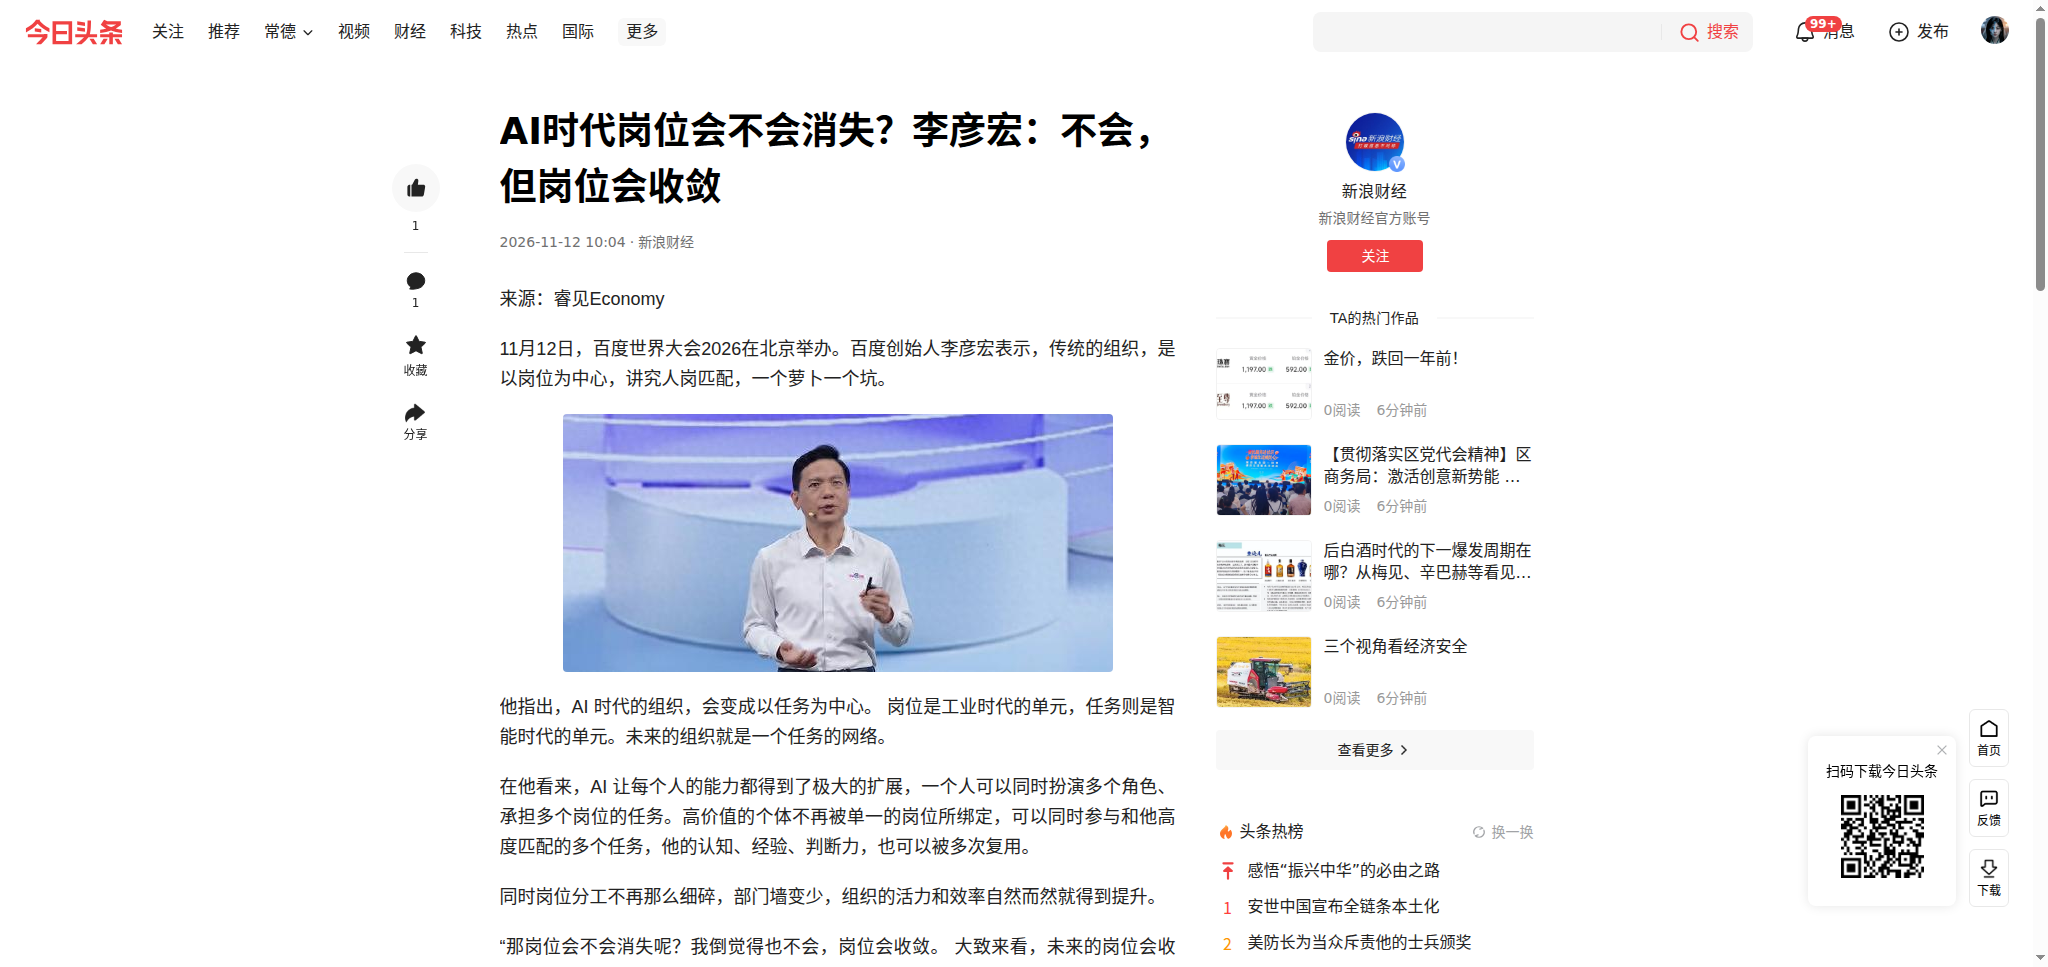 今日头条
关注 推荐 常德 视频 财经 科技 热点 国际 更多
搜索
99+
消息
发布
AI时代岗位会不会消失？李彦宏：不会，
但岗位会收敛
2026-11-12 10:04 · 新浪财经
1
1
收藏
分享
来源：睿见Economy
11月12日，百度世界大会2026在北京举办。百度创始人李彦宏表示，传统的组织，是
以岗位为中心，讲究人岗匹配，一个萝卜一个坑。
他指出，AI 时代的组织，会变成以任务为中心。 岗位是工业时代的单元，任务则是智
能时代的单元。未来的组织就是一个任务的网络。
在他看来，AI 让每个人的能力都得到了极大的扩展，一个人可以同时扮演多个角色、
承担多个岗位的任务。高价值的个体不再被单一的岗位所绑定，可以同时参与和他高
度匹配的多个任务，他的认知、经验、判断力，也可以被多次复用。
同时岗位分工不再那么细碎，部门墙变少，组织的活力和效率自然而然就得到提升。
“那岗位会不会消失呢？我倒觉得也不会，岗位会收敛。 大致来看，未来的岗位会收
sina 新浪财经
V
新浪财经
新浪财经官方账号
关注
TA的热门作品
1,197.00 592.00
1,197.00 592.00
金价，跌回一年前！
0阅读 6分钟前
【贯彻落实区党代会精神】区
商务局：激活创意新势能 …
0阅读 6分钟前
后白酒时代的下一爆发周期在
哪？从梅见、辛巴赫等看见…
0阅读 6分钟前
三个视角看经济安全
0阅读 6分钟前
查看更多
头条热榜
换一换
感悟“振兴中华”的必由之路
1 安世中国宣布全链条本土化
2 美防长为当众斥责他的士兵颁奖
扫码下载今日头条
首页
反馈
下载